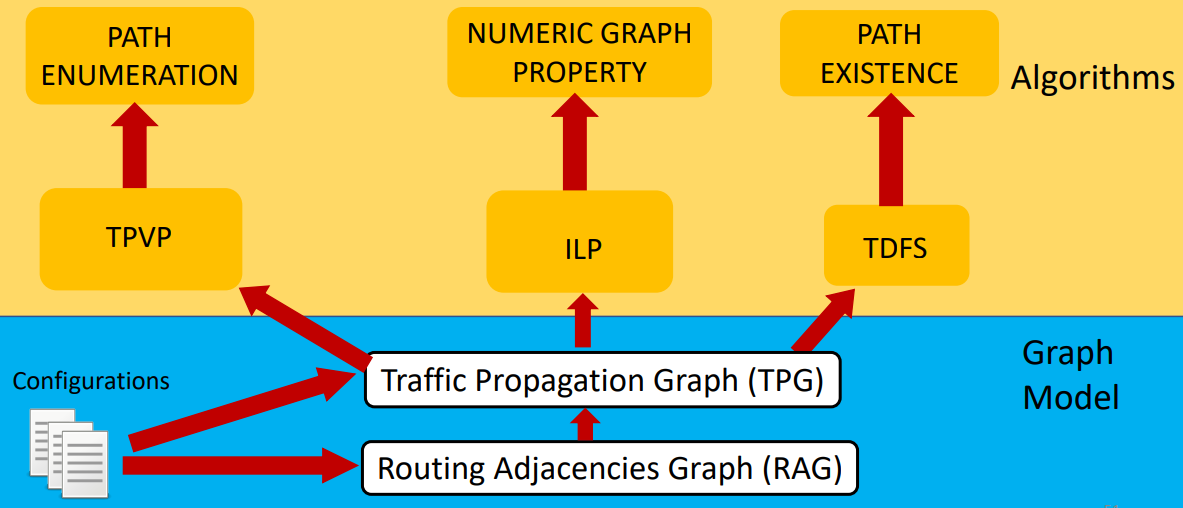 PATH
ENUMERATION
NUMERIC GRAPH
PROPERTY
PATH
EXISTENCE
Algorithms
TPVP
ILP
TDFS
Graph
Model
Configurations
Traffic Propagation Graph (TPG)
Routing Adjacencies Graph (RAG)